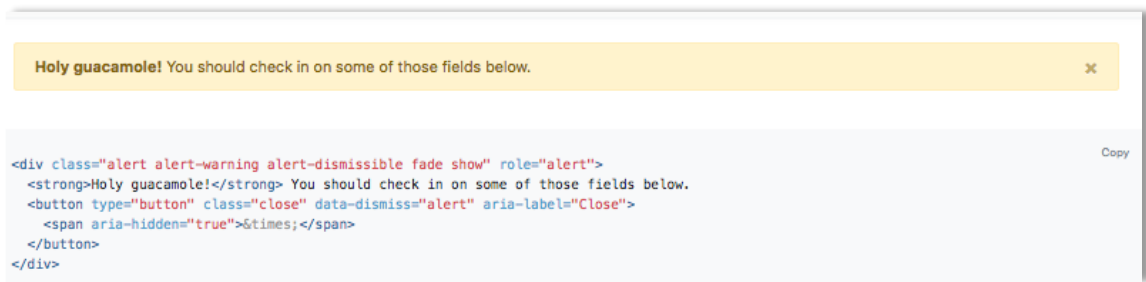 Holy guacamole! You should check in on some of those fields below. ×
Copy
<div class="alert alert-warning alert-dismissible fade show" role="alert">
  <strong>Holy guacamole!</strong> You should check in on some of those fields below.
  <button type="button" class="close" data-dismiss="alert" aria-label="Close">
    <span aria-hidden="true">&times;</span>
  </button>
</div>